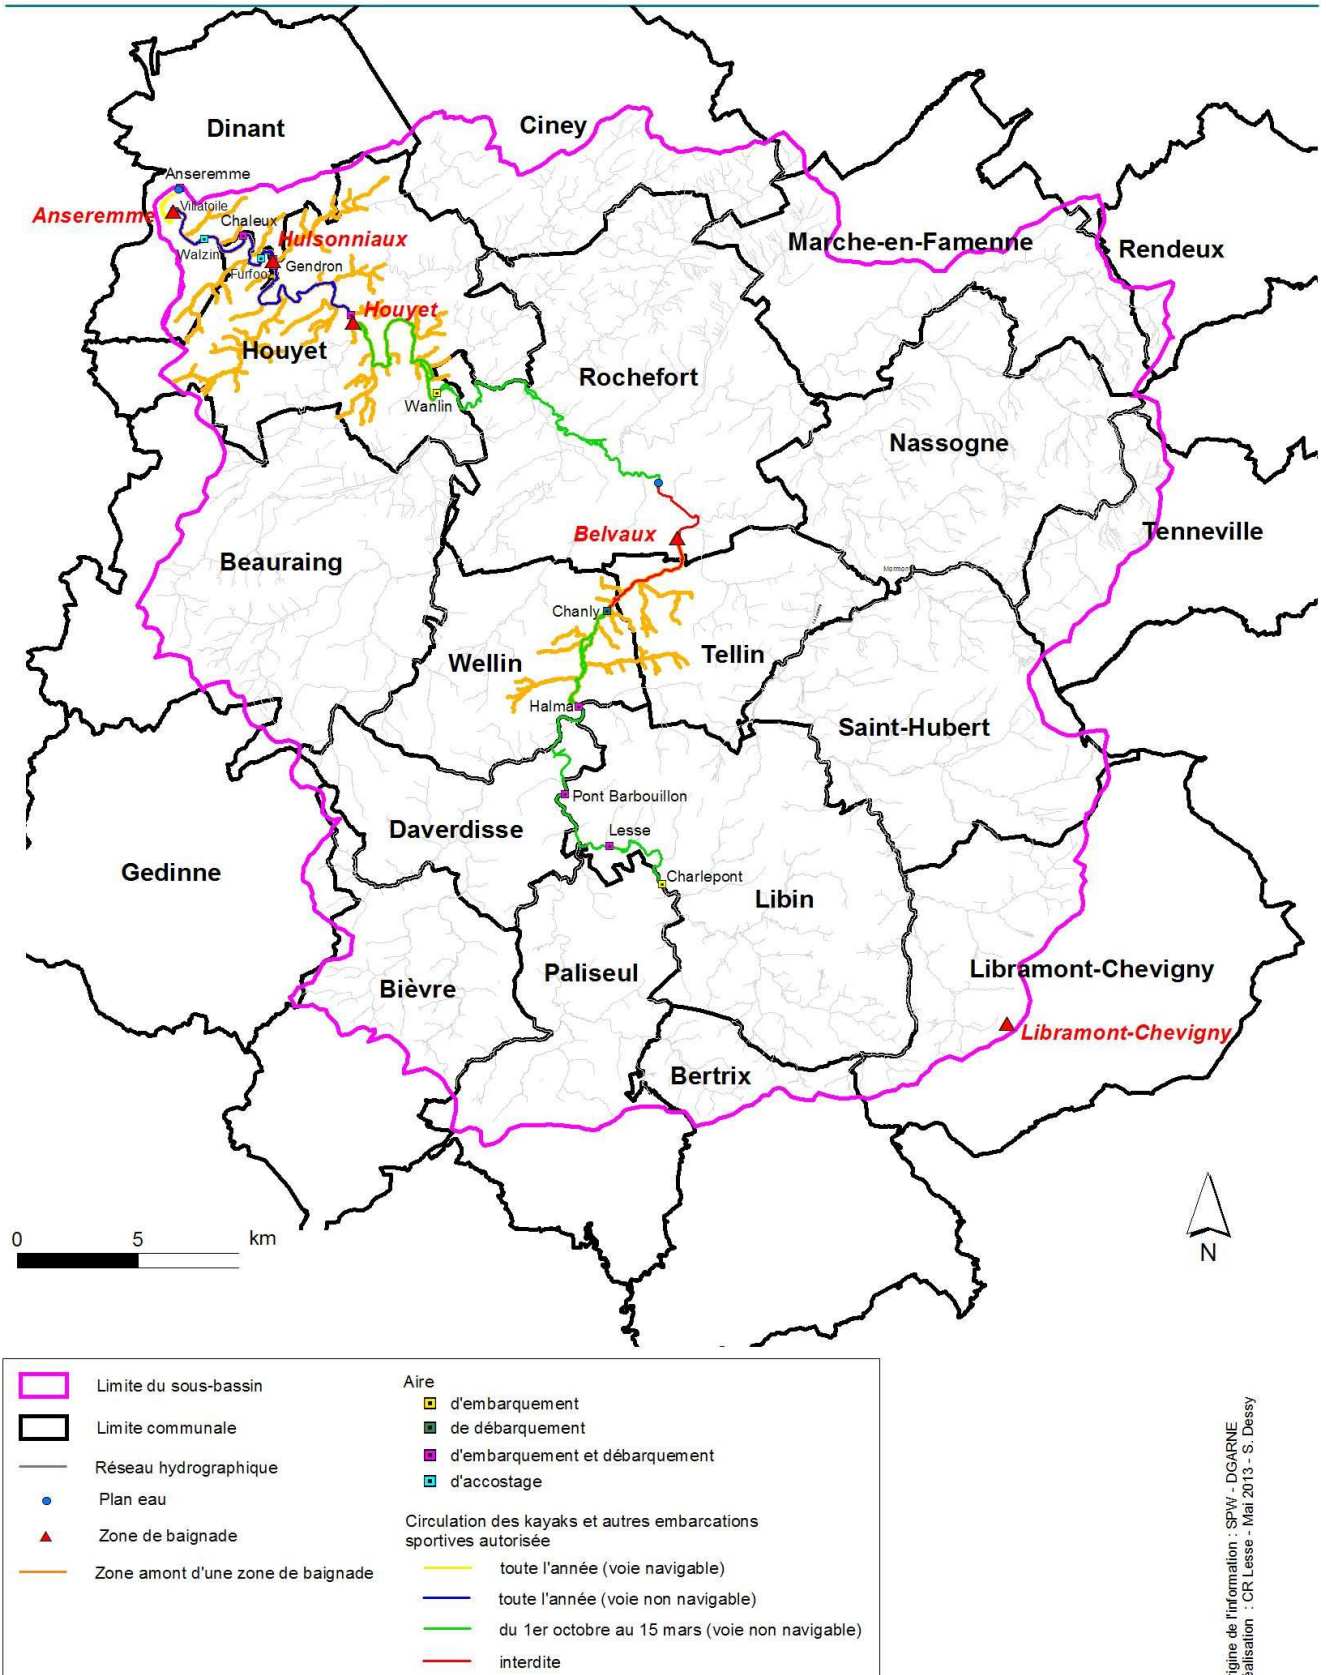 Dinant
Ciney
Anseremme
Anseremme
Villatoile
Chaleux
Hulsonniaux
Walzin
Furfooz
Gendron
Marche-en-Famenne
Rendeux
Houyet
Houyet
Rochefort
Wanlin
Nassogne
Belvaux
Tenneville
Beauraing
Mormont
Chanly
Wellin
Tellin
Halma
Saint-Hubert
Pont Barbouillon
Daverdisse
Lesse
Gedinne
Charlepont
Libin
Paliseul
Libramont-Chevigny
Bièvre
Libramont-Chevigny
Bertrix
0 5 km
N
Limite du sous-bassin
Limite communale
Réseau hydrographique
Plan eau
Zone de baignade
Zone amont d'une zone de baignade
Aire
d'embarquement
de débarquement
d'embarquement et débarquement
d'accostage
Circulation des kayaks et autres embarcations
sportives autorisée
toute l'année (voie navigable)
toute l'année (voie non navigable)
du 1er octobre au 15 mars (voie non navigable)
interdite
rigine de l'information : SPW - DGARNE
éalisation : CR Lesse - Mai 2013 - S. Dessy